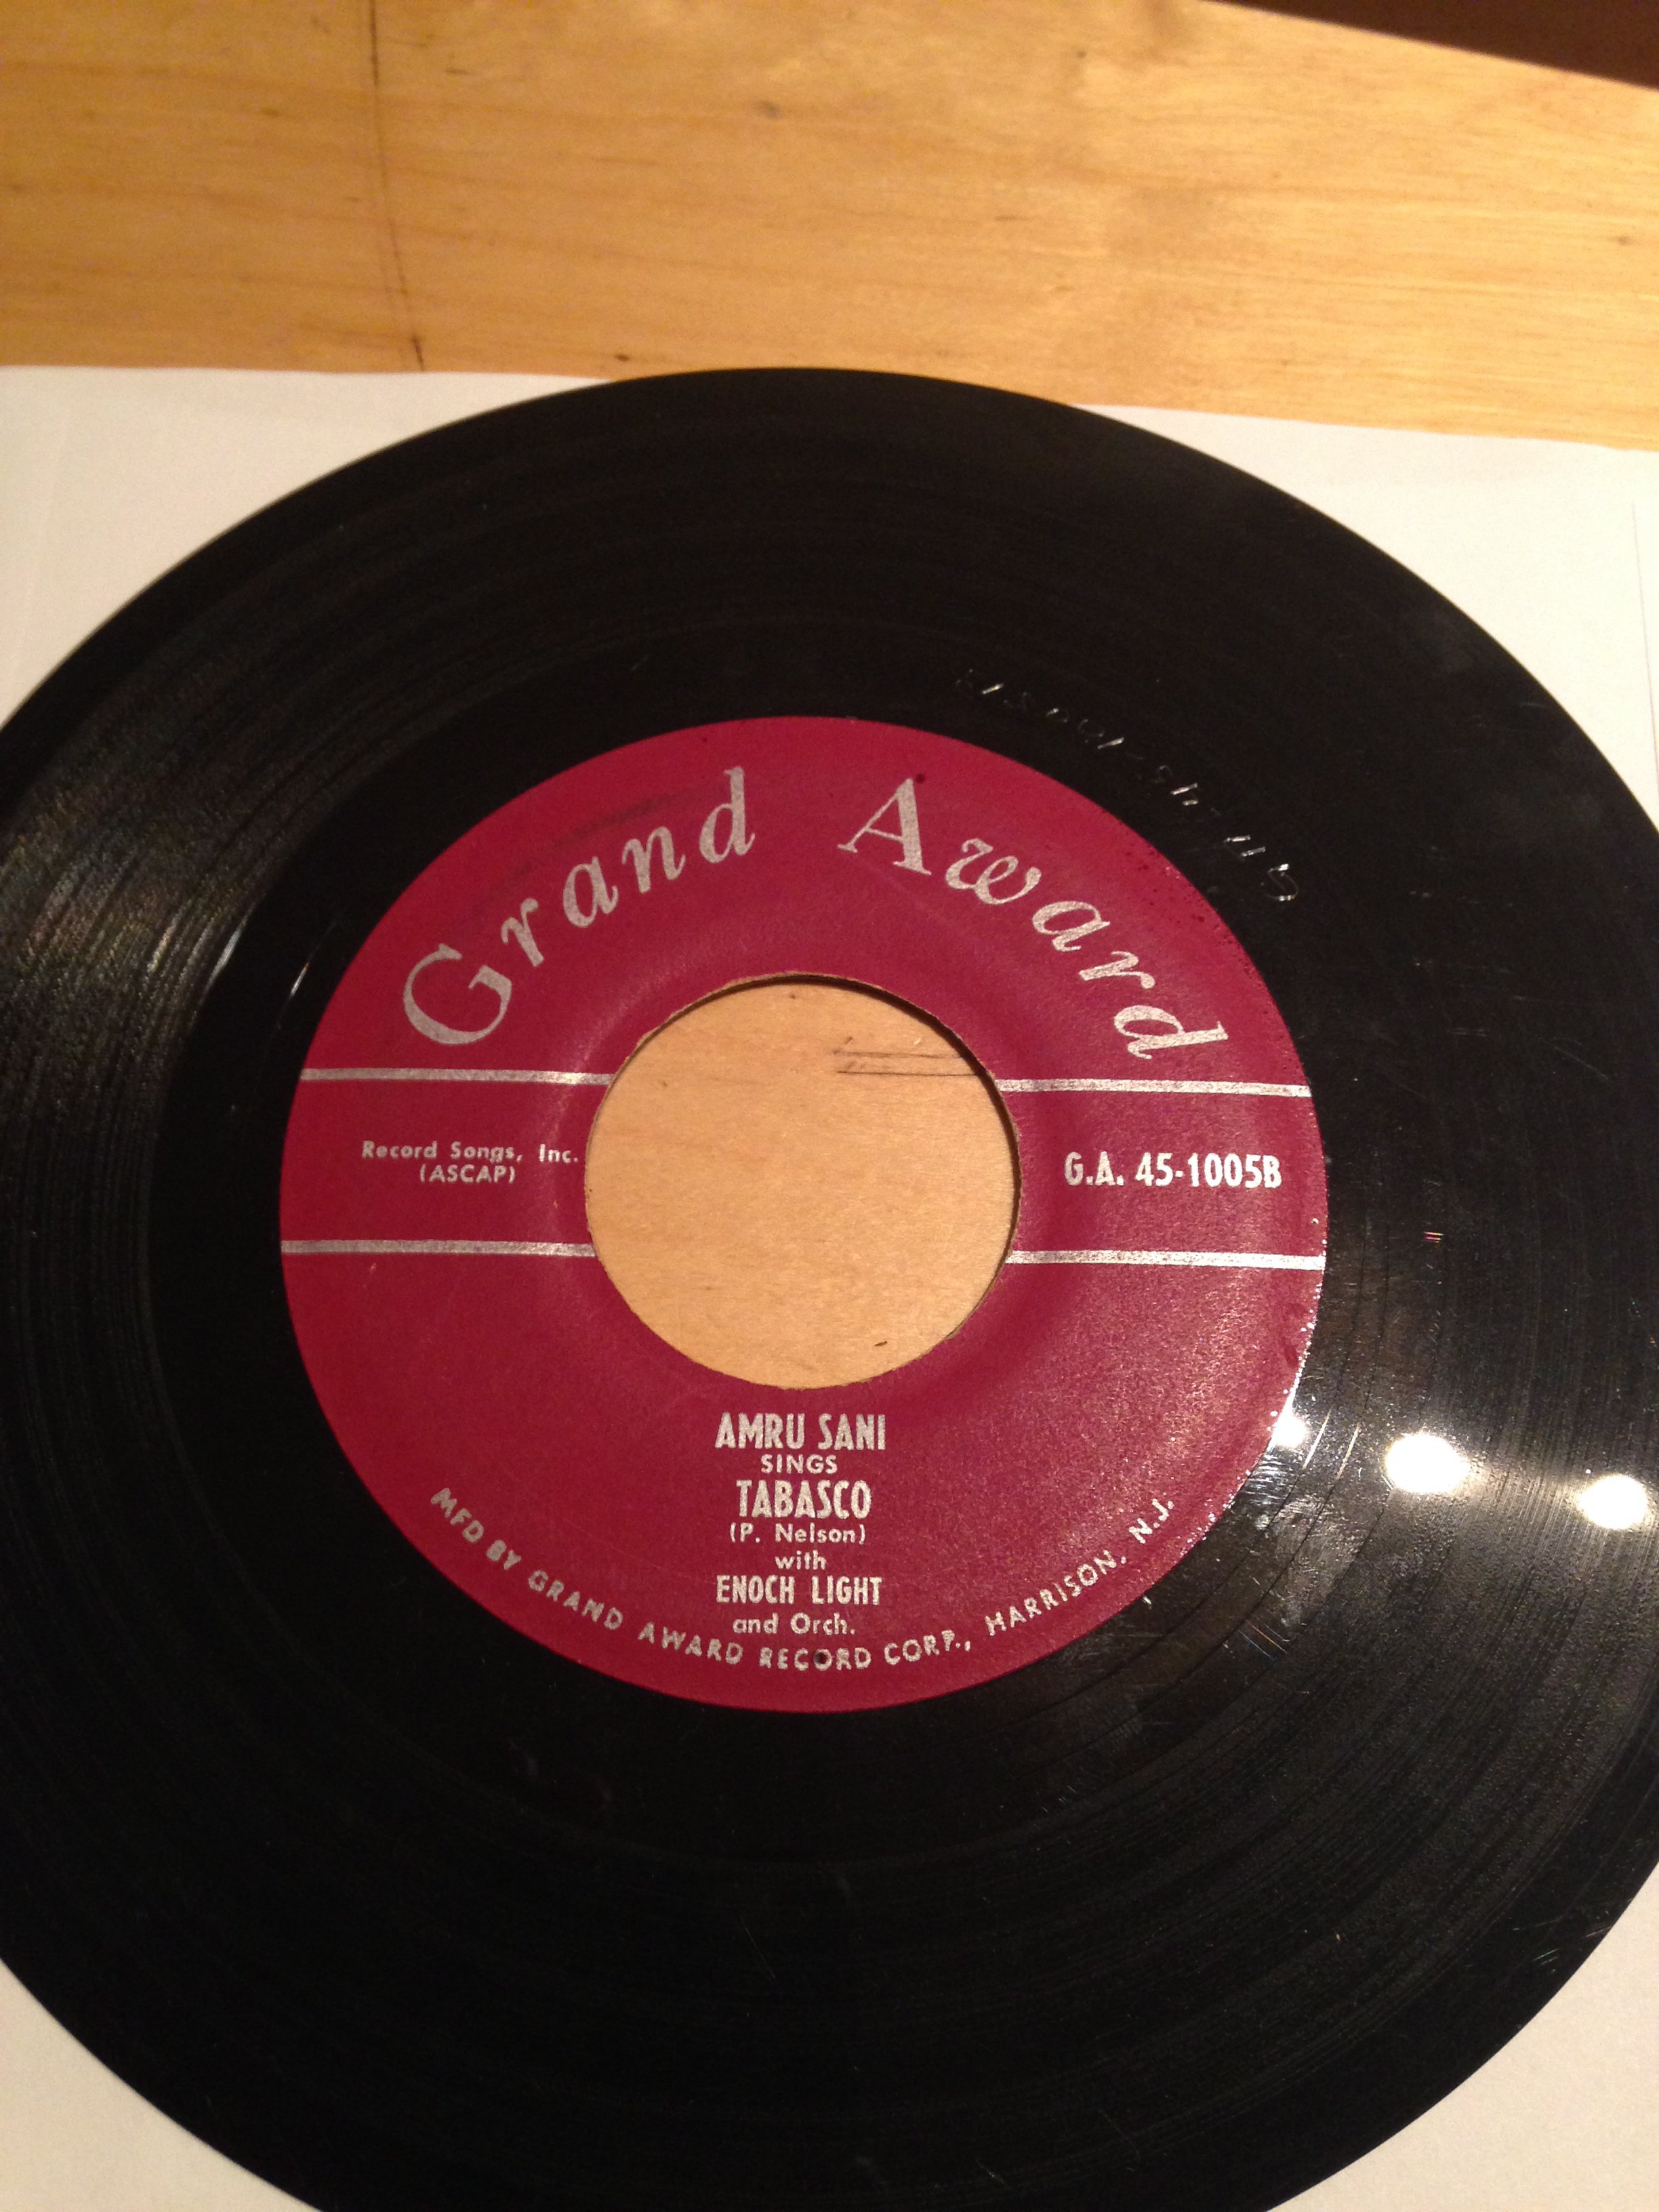 Grand Award
Record Songs, Inc.
(ASCAP)
G.A. 45-1005B
AMRU SANI
SINGS
TABASCO
(P. Nelson)
with
ENOCH LIGHT
and Orch.
MFD BY GRAND AWARD RECORD CORP., HARRISON, N.J.